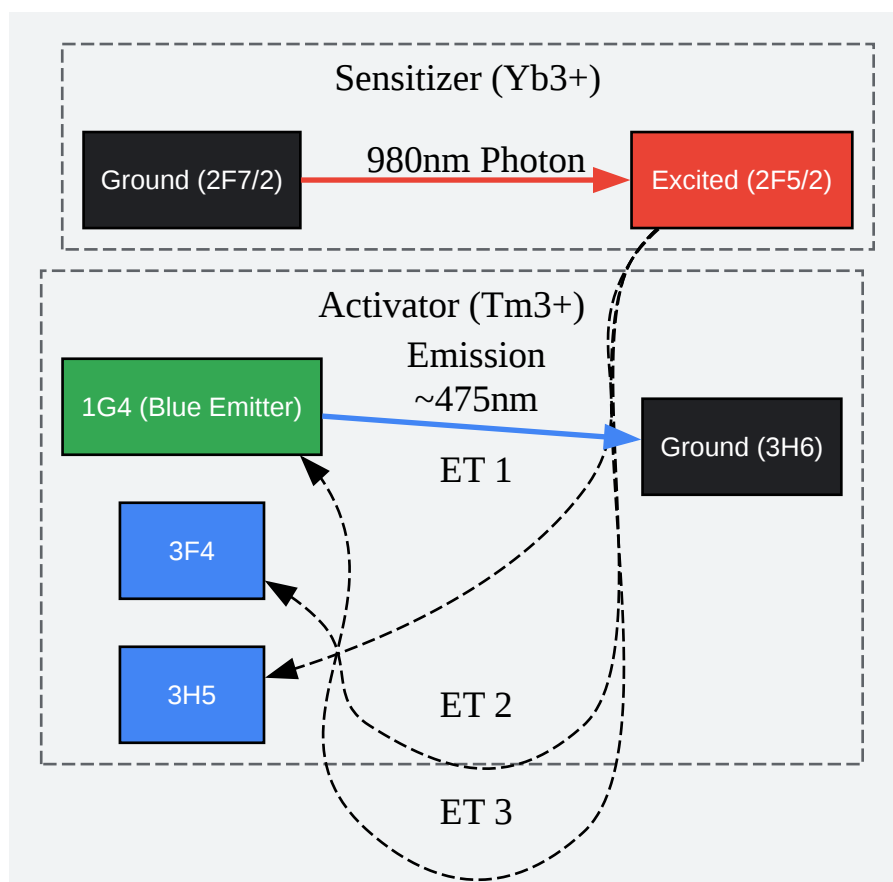 Sensitizer (Yb3+)
Ground (2F7/2)
980nm Photon
Excited (2F5/2)
Activator (Tm3+)
Emission
~475nm
1G4 (Blue Emitter)
Ground (3H6)
ET 1
3F4
3H5
ET 2
ET 3